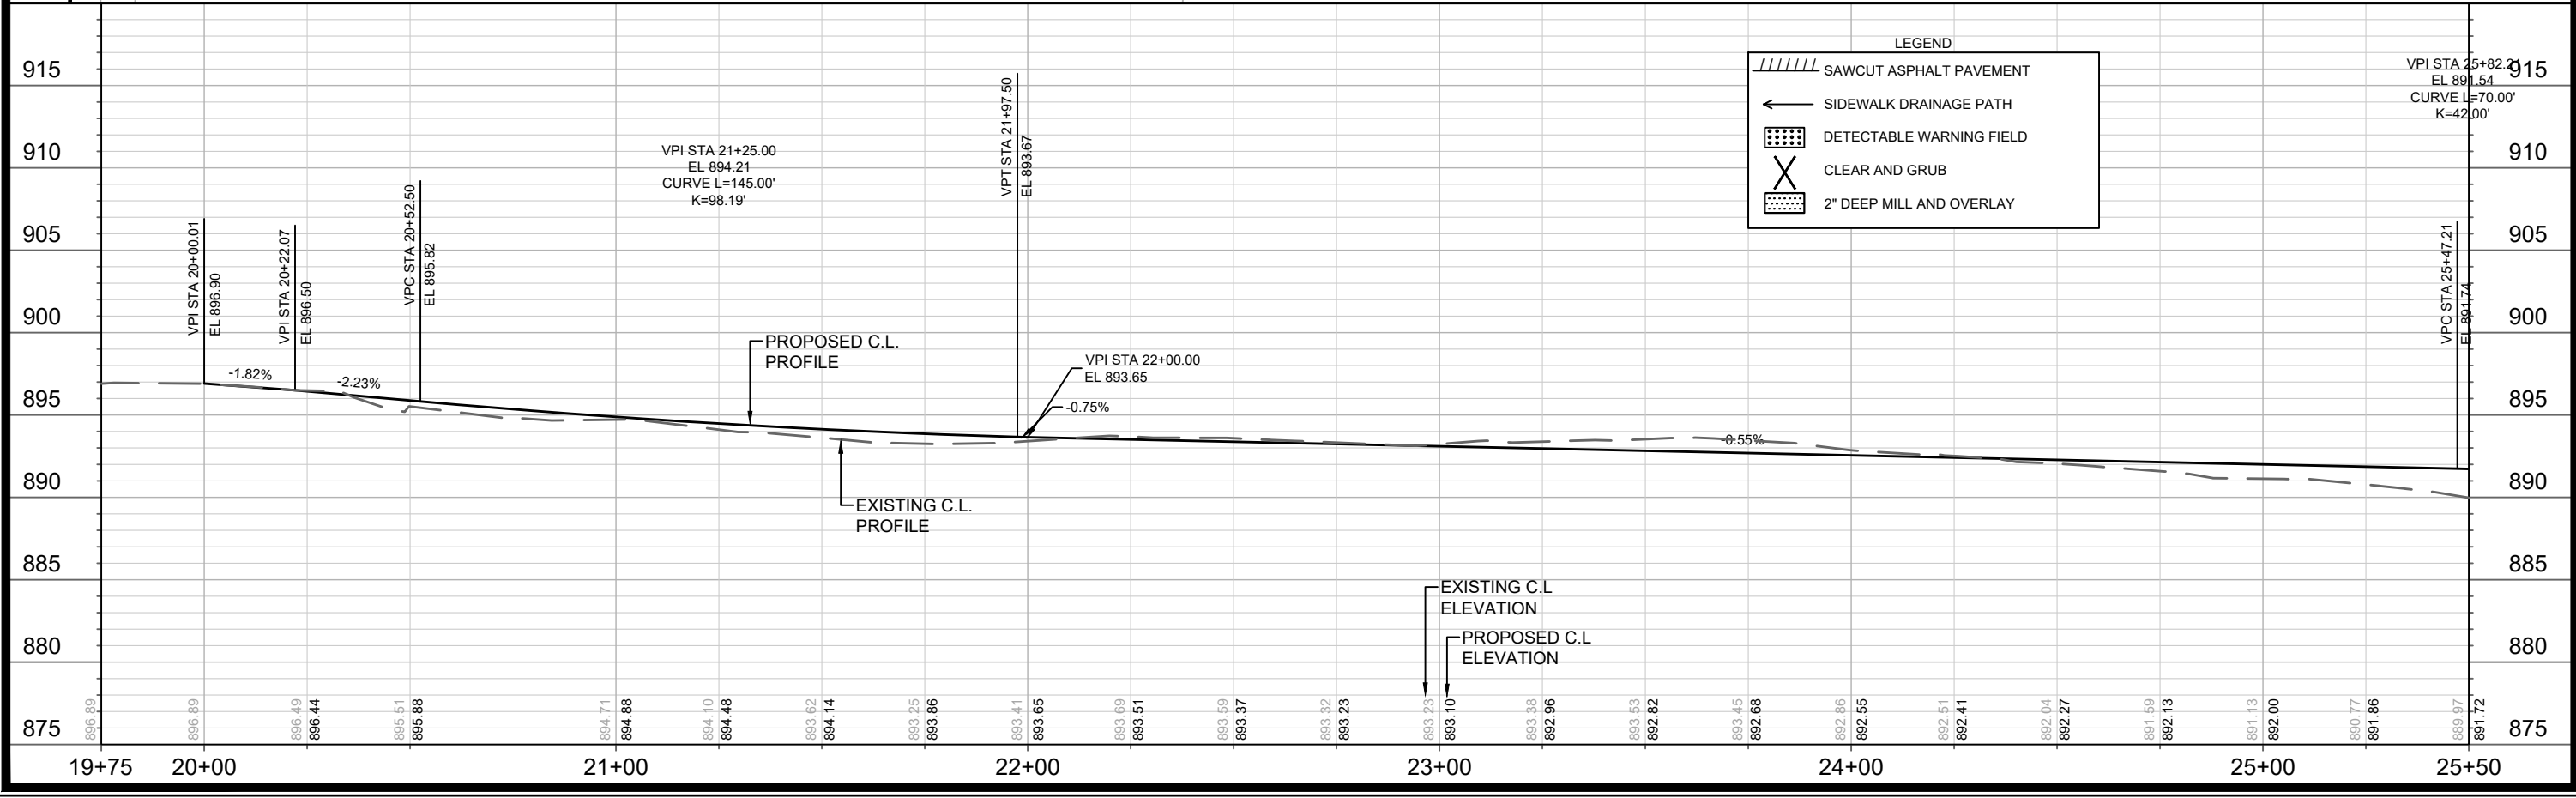 LEGEND
SAWCUT ASPHALT PAVEMENT
SIDEWALK DRAINAGE PATH
DETECTABLE WARNING FIELD
CLEAR AND GRUB
2" DEEP MILL AND OVERLAY
915
910
905
900
895
890
885
880
875
VPI STA 20+00.01
EL 896.90
VPI STA 20+22.07
EL 896.50
VPC STA 20+52.50
EL 895.82
VPI STA 21+25.00
EL 894.21
CURVE L=145.00'
K=98.19'
VPT STA 21+97.50
EL 893.67
VPI STA 22+00.00
EL 893.65
VPC STA 25+47.21
EL 891.74
VPI STA 25+82.21
EL 891.54
CURVE L=70.00'
K=42.00'
-1.82%
-2.23%
-0.75%
-0.55%
PROPOSED C.L.
PROFILE
EXISTING C.L.
PROFILE
EXISTING C.L
ELEVATION
PROPOSED C.L
ELEVATION
915
910
905
900
895
890
885
880
875
896.89
896.89
896.49
896.44
895.51
895.88
894.71
894.88
894.10
894.48
893.62
894.14
893.25
893.86
893.41
893.65
893.69
893.51
893.59
893.37
893.32
893.23
893.23
893.10
893.38
892.96
893.53
892.82
893.45
892.68
892.86
892.55
892.51
892.41
892.04
892.27
891.59
892.13
891.13
892.00
890.77
891.86
889.97
891.72
19+75
20+00
21+00
22+00
23+00
24+00
25+00
25+50